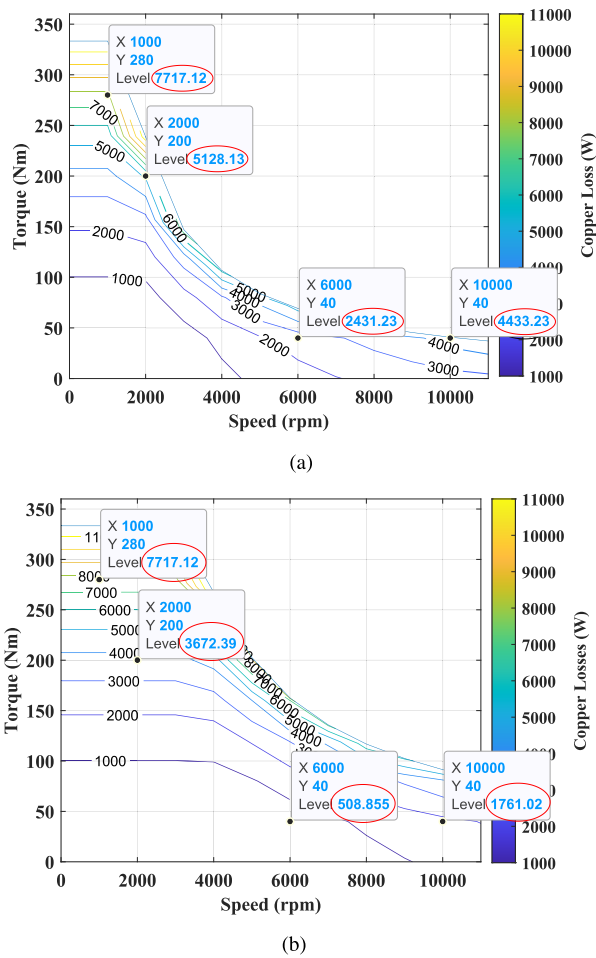 350
300
250
200
150
100
50
0
Torque (Nm)
0
2000
4000
6000
8000
10000
Speed (rpm)
X 1000
Y 280
Level 7717.12
X 2000
Y 200
Level 5128.13
X 6000
Y 40
Level 2431.23
X 10000
Y 40
Level 4433.23
7000
5000
2000
1000
6000
5000
4000
3000
2000
4000
3000
11000
10000
9000
8000
7000
6000
5000
2000
1000
Copper Loss (W)
(a)
350
300
250
200
150
100
50
0
Torque (Nm)
0
2000
4000
6000
8000
10000
Speed (rpm)
X 1000
Y 280
Level 7717.12
X 2000
Y 200
Level 3672.39
X 6000
Y 40
Level 508.855
X 10000
Y 40
Level 1761.02
7000
6000
3000
2000
1000
8000
7000
6000
5000
4000
11000
10000
9000
8000
7000
6000
5000
2000
1000
Copper Losses (W)
(b)